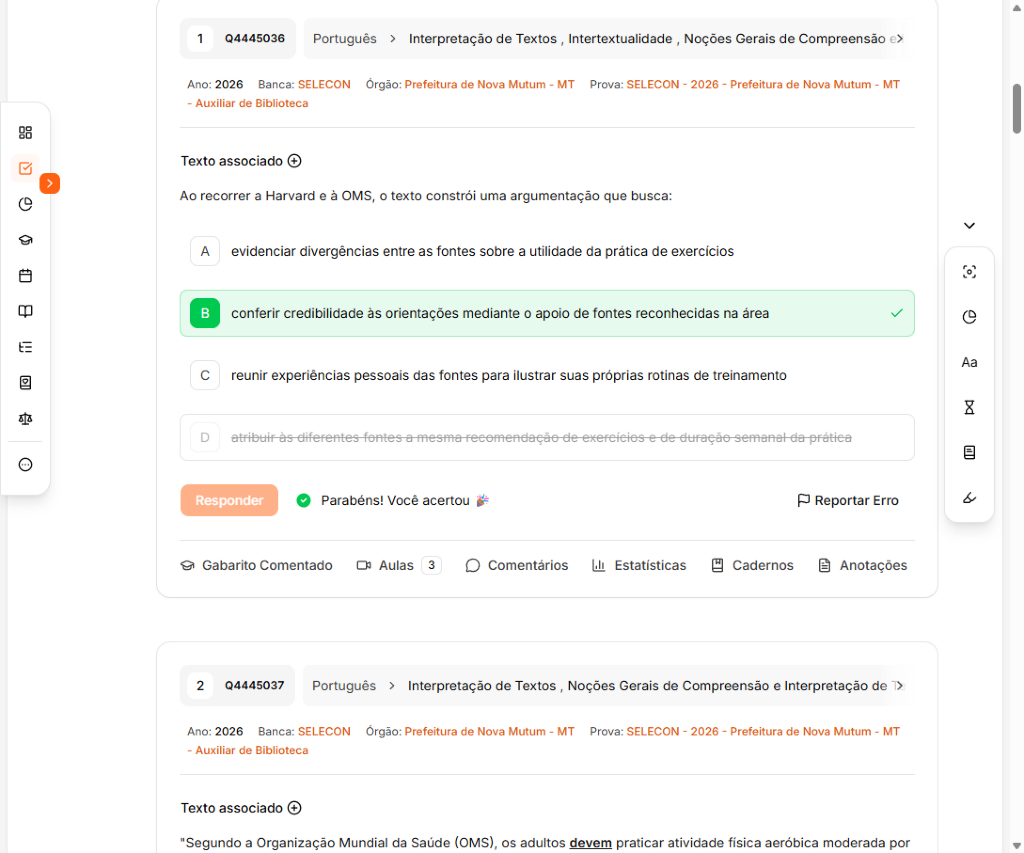 1 Q4445036 Português > Interpretação de Textos , Intertextualidade , Noções Gerais de Compreensão e
Ano: 2026 Banca: SELECON Órgão: Prefeitura de Nova Mutum - MT Prova: SELECON - 2026 - Prefeitura de Nova Mutum - MT
- Auxiliar de Biblioteca
Texto associado
Ao recorrer a Harvard e à OMS, o texto constrói uma argumentação que busca:
A evidenciar divergências entre as fontes sobre a utilidade da prática de exercícios
B conferir credibilidade às orientações mediante o apoio de fontes reconhecidas na área
C reunir experiências pessoais das fontes para ilustrar suas próprias rotinas de treinamento
D atribuir às diferentes fontes a mesma recomendação de exercícios e de duração semanal da prática
Aa
Responder Parabéns! Você acertou 🎉 Reportar Erro
Gabarito Comentado Aulas 3 Comentários Estatísticas Cadernos Anotações
2 Q4445037 Português > Interpretação de Textos , Noções Gerais de Compreensão e Interpretação de
Ano: 2026 Banca: SELECON Órgão: Prefeitura de Nova Mutum - MT Prova: SELECON - 2026 - Prefeitura de Nova Mutum - MT
- Auxiliar de Biblioteca
Texto associado
"Segundo a Organização Mundial da Saúde (OMS), os adultos devem praticar atividade física aeróbica moderada por